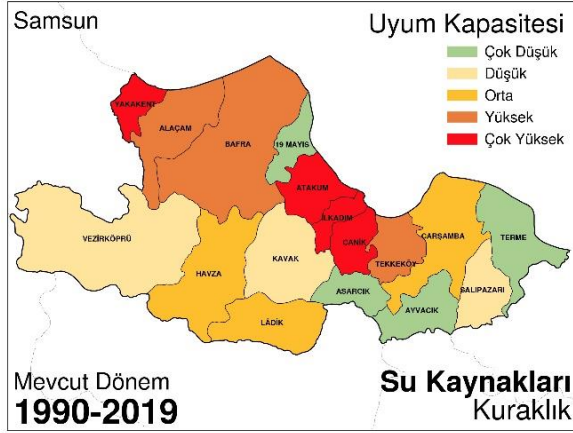 Samsun
Uyum Kapasitesi
Çok Düşük
Düşük
Orta
Yüksek
Çok Yüksek
YAKAKENT
ALAÇAM
BAFRA
19 MAYIS
ATAKUM
İLKADIM
CANİK
TEKKEKÖY
ÇARŞAMBA
TERME
VEZİRKÖPRÜ
HAVZA
KAVAK
ASARCIK
SALIPAZARI
AYVACIK
LÂDİK
Mevcut Dönem
1990-2019
Su Kaynakları
Kuraklık